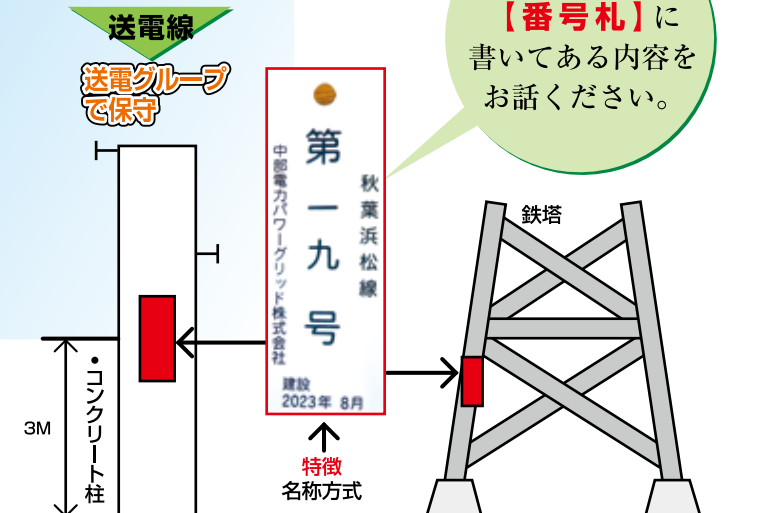 送電線
送電グループ
で保守
【番号札】に
書いてある内容を
お話ください。
秋葉浜松線
第一九号
中部電力パワーグリッド株式会社
建設
2023年 8月
特徴
名称方式
鉄塔
3M
・コンクリート柱